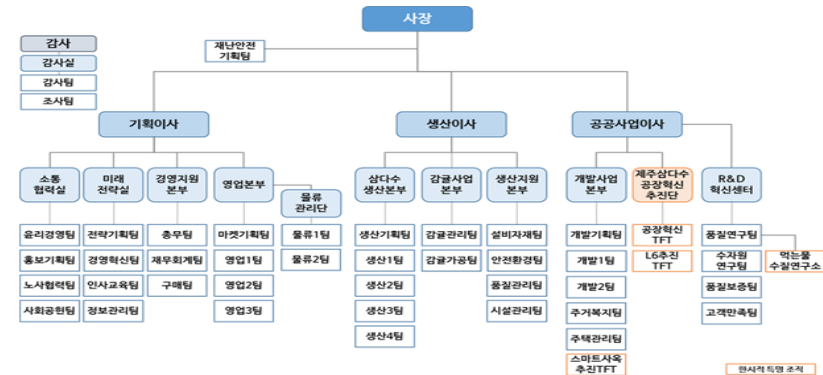 사장
감사
감사실
감사팀
조사팀
재난안전
기획팀
기획이사
생산이사
공공사업이사
소통
협력실
미래
전략실
경영지원
본부
영업본부
물류
관리단
삼다수
생산본부
감귤사업
본부
생산지원
본부
개발사업
본부
제주삼다수
공장혁신
추진단
R&D
혁신센터
윤리경영팀
홍보기획팀
노사협력팀
사회공헌팀
전략기획팀
경영혁신팀
인사교육팀
정보관리팀
총무팀
재무회계팀
구매팀
마켓기획팀
영업1팀
영업2팀
영업3팀
물류1팀
물류2팀
생산기획팀
생산1팀
생산2팀
생산3팀
생산4팀
감귤관리팀
감귤가공팀
설비자재팀
안전환경팀
품질관리팀
시설관리팀
개발기획팀
개발1팀
개발2팀
주거복지팀
주택관리팀
스마트사옥
추진TFT
공장혁신
TFT
L6추진
TFT
품질연구팀
수자원
연구팀
품질보증팀
고객만족팀
먹는물
수질연구소
한시적 특명 조직